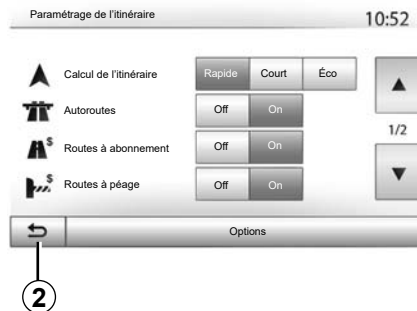 Paramétrage de l'itinéraire 10:52
Calcul de l'itinéraire Rapide Court Éco
Autoroutes Off On
1/2
$ Routes à abonnement Off On
$ Routes à péage Off On
Options
2